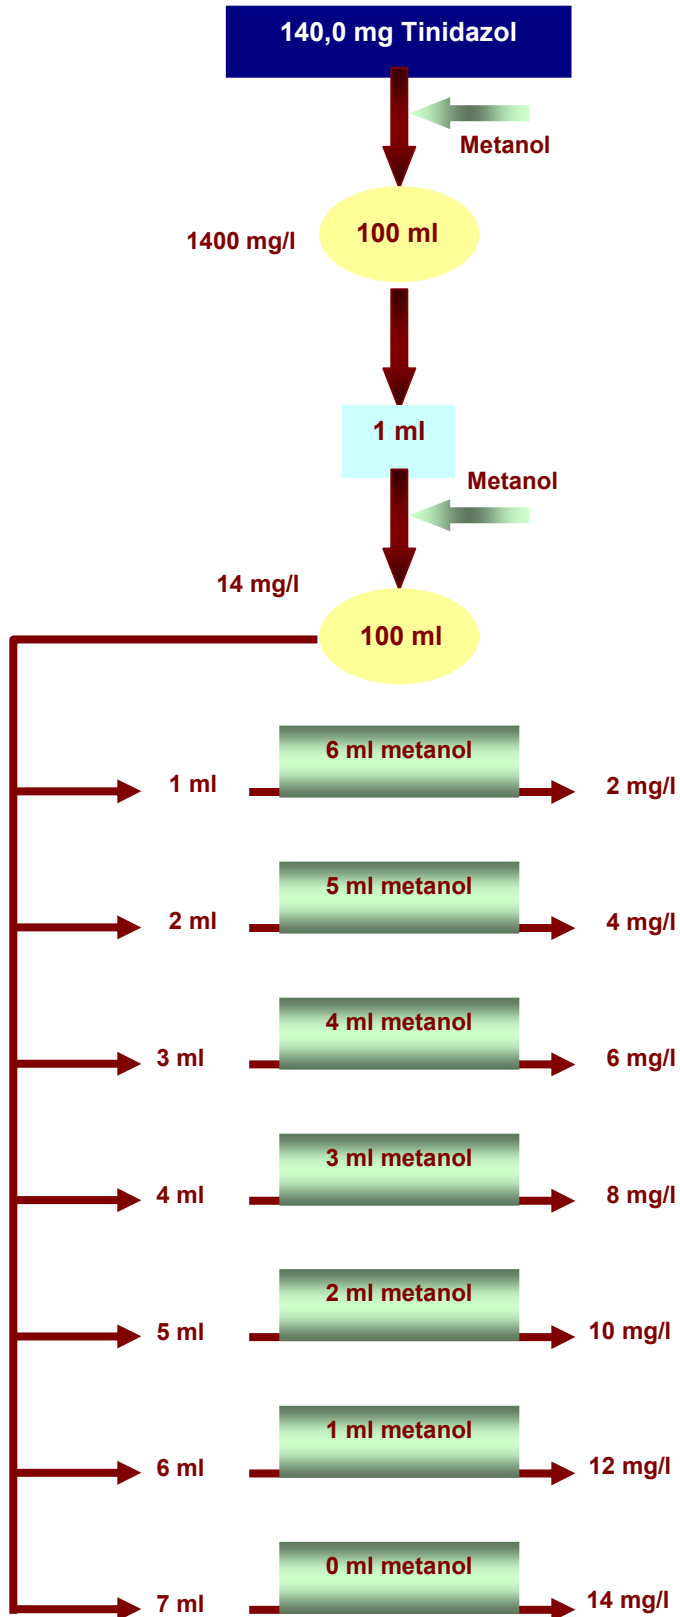 140,0 mg Tinidazol
Metanol
1400 mg/l
100 ml
1 ml
Metanol
14 mg/l
100 ml
6 ml metanol
1 ml
2 mg/l
5 ml metanol
2 ml
4 mg/l
4 ml metanol
3 ml
6 mg/l
3 ml metanol
4 ml
8 mg/l
2 ml metanol
5 ml
10 mg/l
1 ml metanol
6 ml
12 mg/l
0 ml metanol
7 ml
14 mg/l